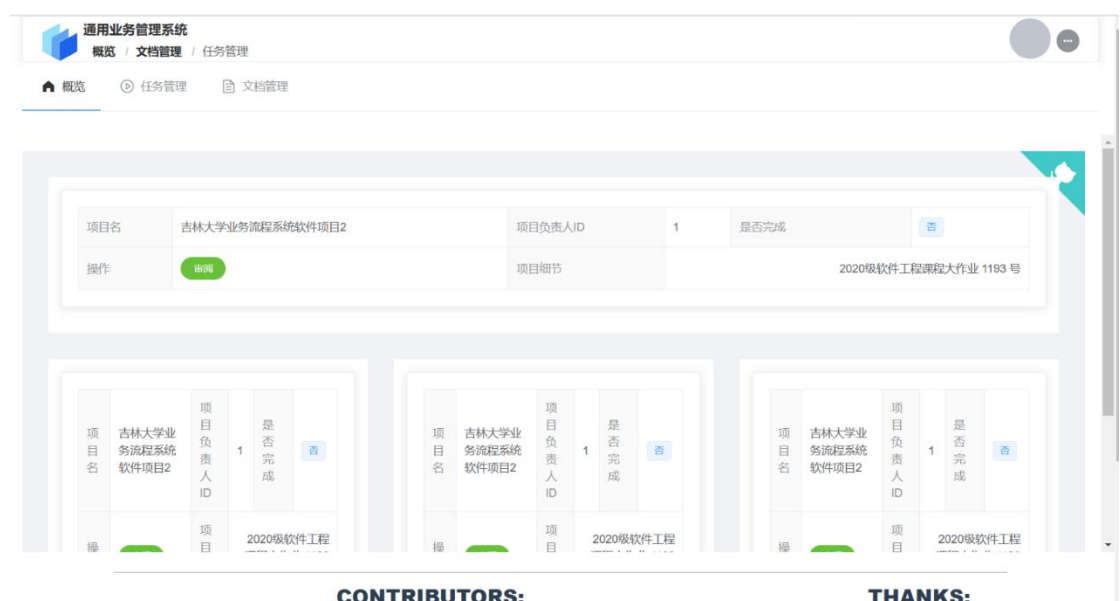 通用业务管理系统
概览 / 文档管理 / 任务管理
概览 任务管理 文档管理
项目名 吉林大学业务流程系统软件项目2 项目负责人ID 1 是否完成 否
操作 审阅 项目细节 2020级软件工程课程大作业 1193 号
项目名
吉林大学业
务流程系统
软件项目2
项目负责人ID
1
是否完成
否
操
项目
2020级软件工程
项目名
吉林大学业
务流程系统
软件项目2
项目负责人ID
1
是否完成
否
操
项目
2020级软件工程
项目名
吉林大学业
务流程系统
软件项目2
项目负责人ID
1
是否完成
否
操
项目
2020级软件工程
CONTRIBUTORS: THANKS: